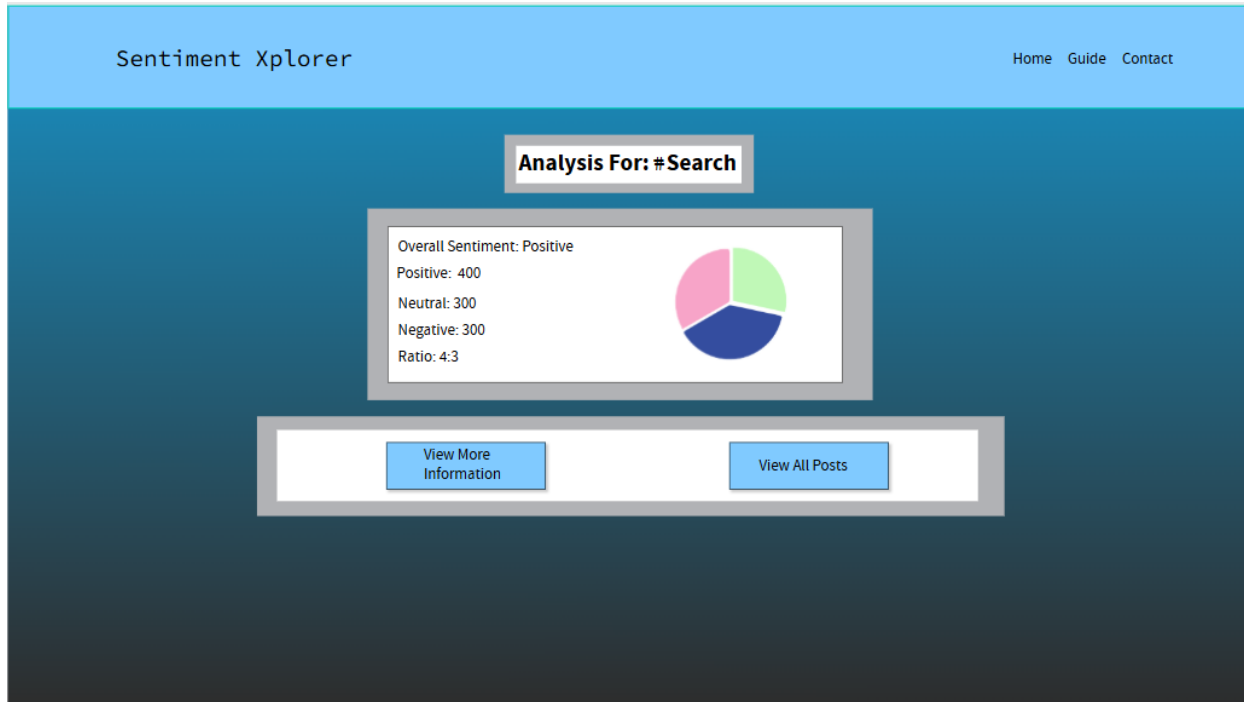 Sentiment Xplorer
Home Guide Contact
Analysis For: #Search
Overall Sentiment: Positive
Positive: 400
Neutral: 300
Negative: 300
Ratio: 4:3
View More
Information
View All Posts